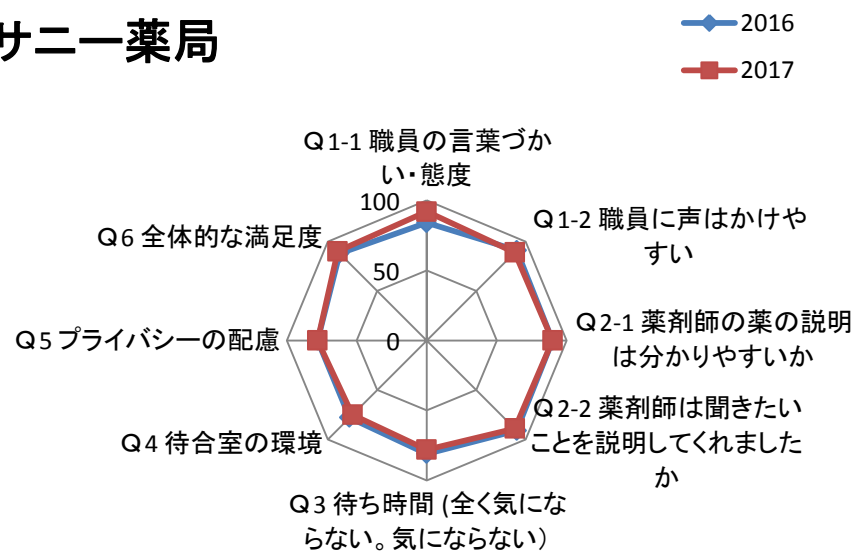 サニー薬局
2016
2017
Q1-1 職員の言葉づか
い・態度
100
50
0
Q1-2 職員に声はかけや
すい
Q2-1 薬剤師の薬の説明
は分かりやすいか
Q2-2 薬剤師は聞きたい
ことを説明してくれました
か
Q3 待ち時間 (全く気にな
らない。気にならない）
Q4 待合室の環境
Q5 プライバシーの配慮
Q6 全体的な満足度